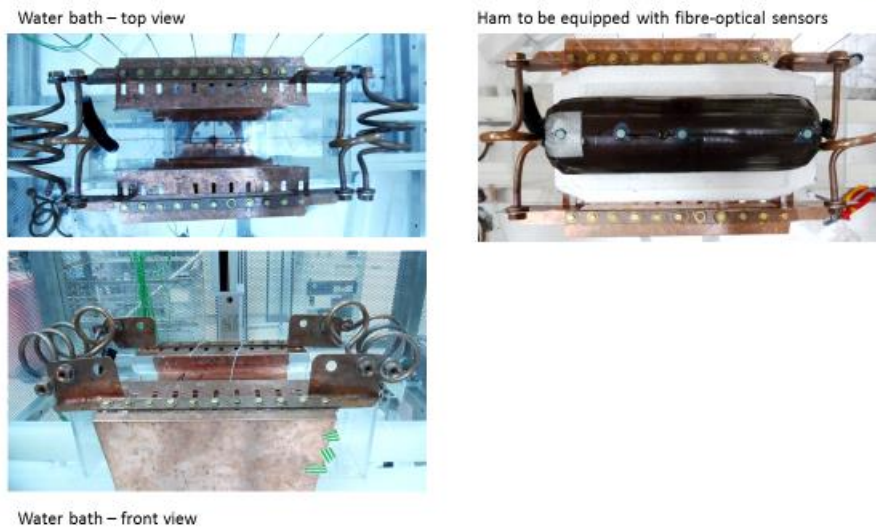 Water bath – top view
Ham to be equipped with fibre-optical sensors
Water bath – front view